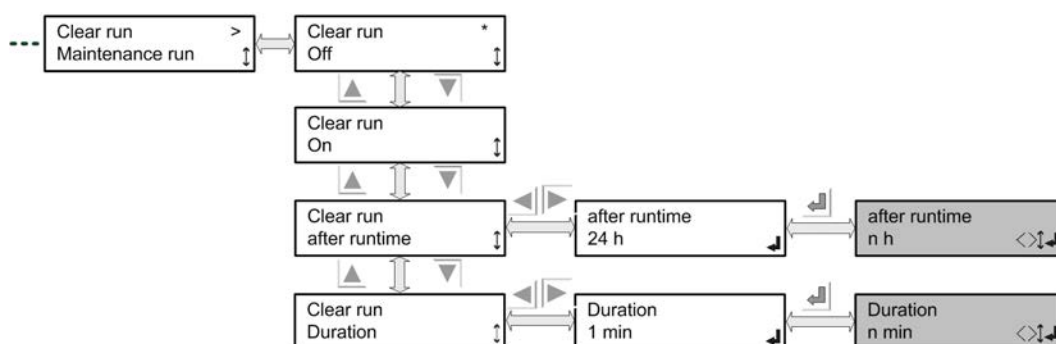 Clear run >
Maintenance run
Clear run *
Off
Clear run
On
Clear run
after runtime
after runtime
24 h
after runtime
n h <>
Clear run
Duration
Duration
1 min
Duration
n min <>